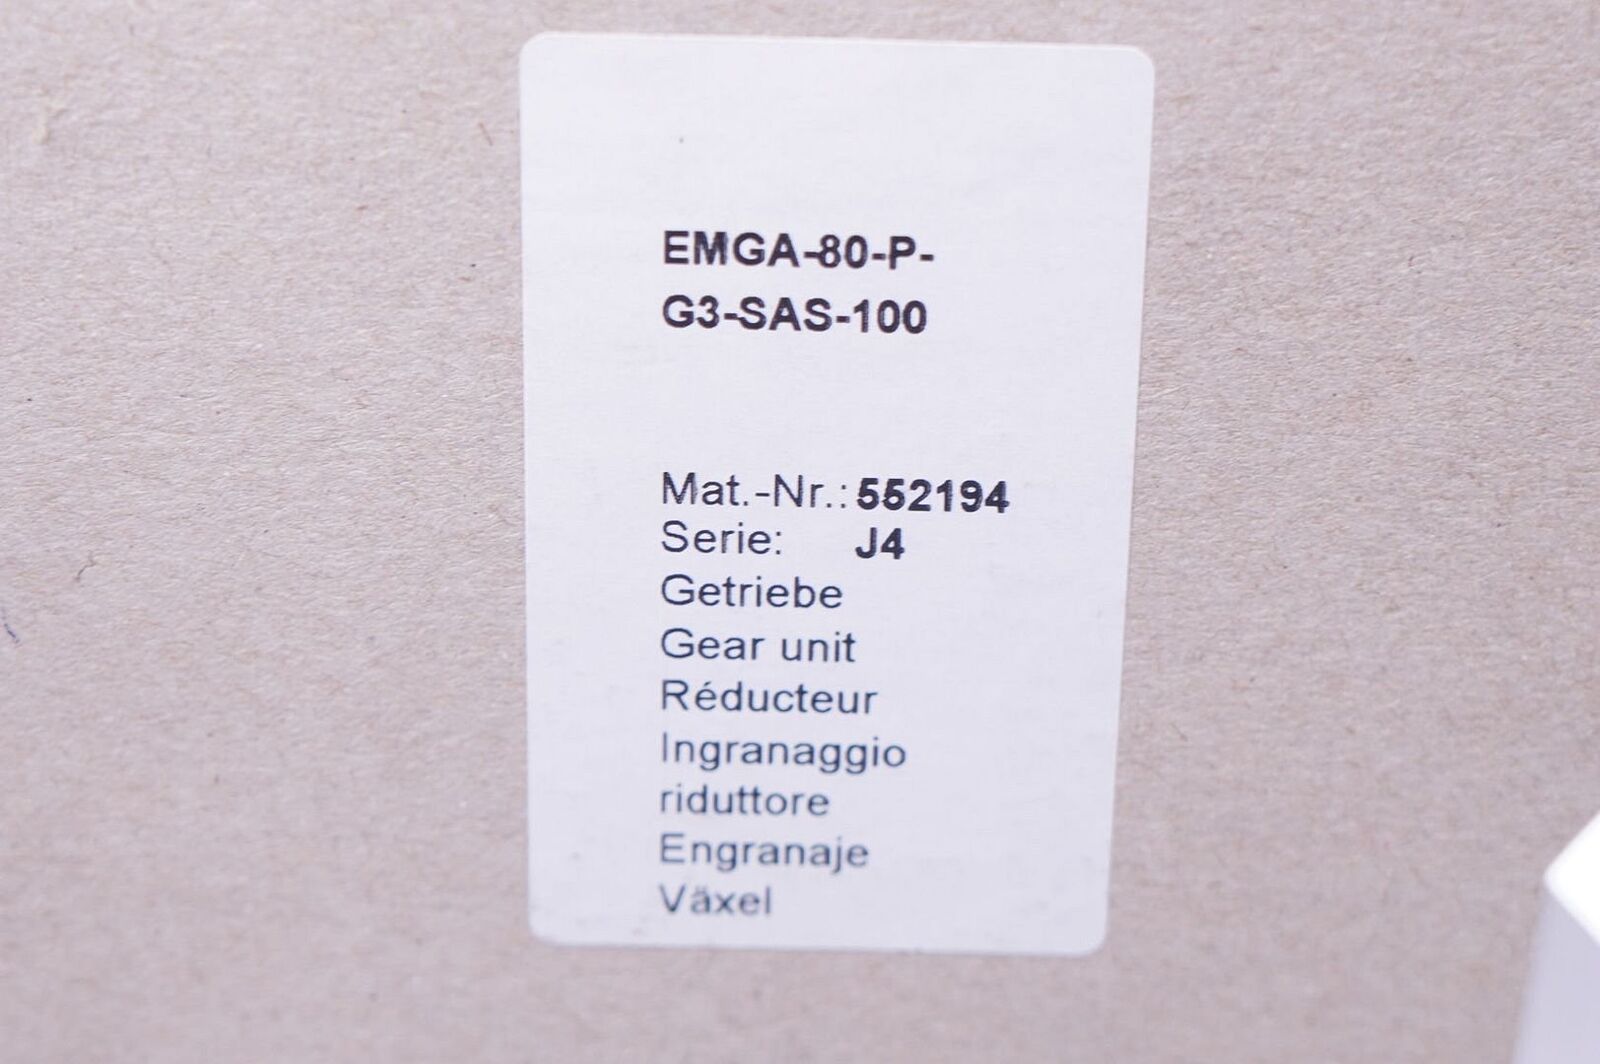 EMGA-80-P-
G3-SAS-100
Mat.-Nr.: 552194
Serie: J4
Getriebe
Gear unit
Réducteur
Ingranaggio
riduttore
Engranaje
Växel